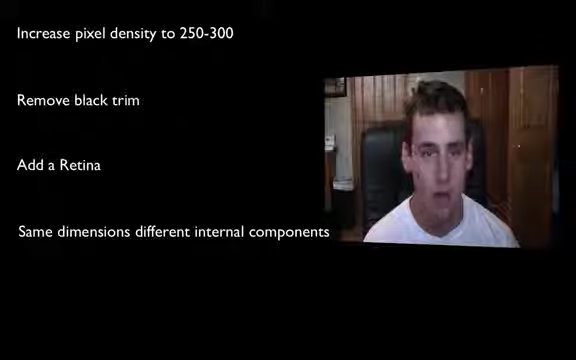 Increase pixel density to 250-300
Remove black trim
Add a Retina
Same dimensions different internal components